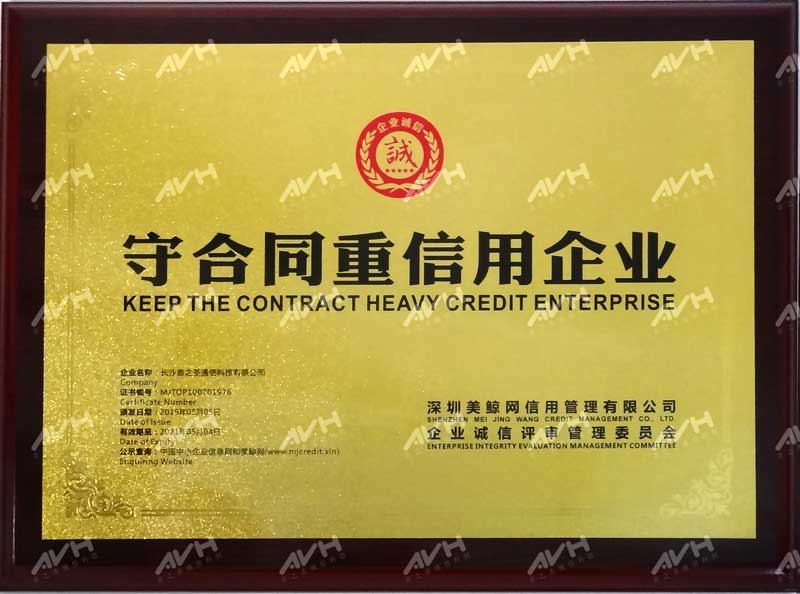 企业诚信
誠
守合同重信用企业
KEEP THE CONTRACT HEAVY CREDIT ENTERPRISE
企业名称：长沙音之圣通信科技有限公司
Company
证书编号：MJTOP100201976
Certificate Number
颁发日期：2019年05月05日
Date of Issue
有效期至：2021年05月04日
Date of Expiry
公示查询：中国中小企业信息网和美鲸网(www.mjcredit.xin)
Enquiring Website
深圳美鲸网信用管理有限公司
SHENZHEN MEI JING WANG CREDIT MANAGEMENT CO., LTD.
企业诚信评审管理委员会
ENTERPRISE INTEGRITY EVALUATION MANAGEMENT COMMITTEE
AVH